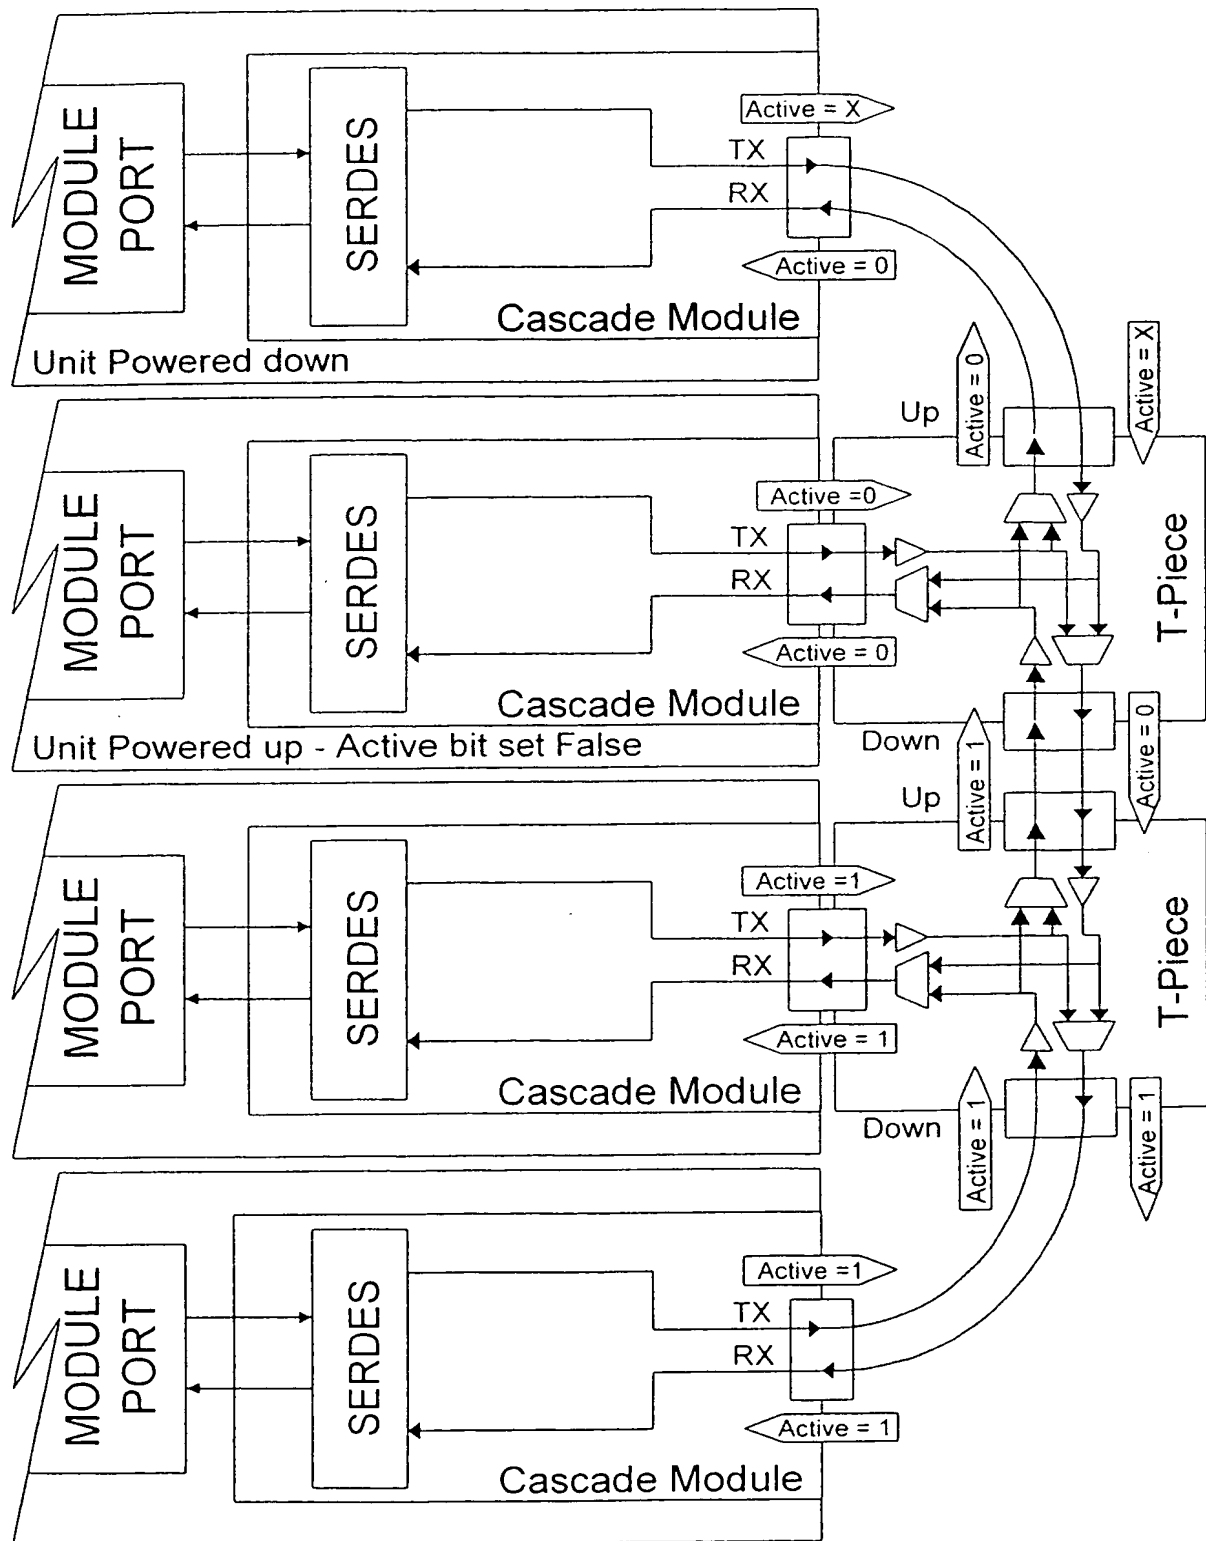 Active = X
MODULE
PORT
SERDES
TX
RX
Active = 0
Cascade Module
Unit Powered down
Up
Active = 0
Active = X
MODULE
PORT
SERDES
Active =0
TX
RX
Active = 0
Cascade Module
T-Piece
Unit Powered up - Active bit set False
Down
Active = 1
Active = 0
Up
MODULE
PORT
SERDES
Active =1
TX
RX
Active = 1
Cascade Module
T-Piece
Down
Active = 1
Active = 1
MODULE
PORT
SERDES
Active =1
TX
RX
Active = 1
Cascade Module